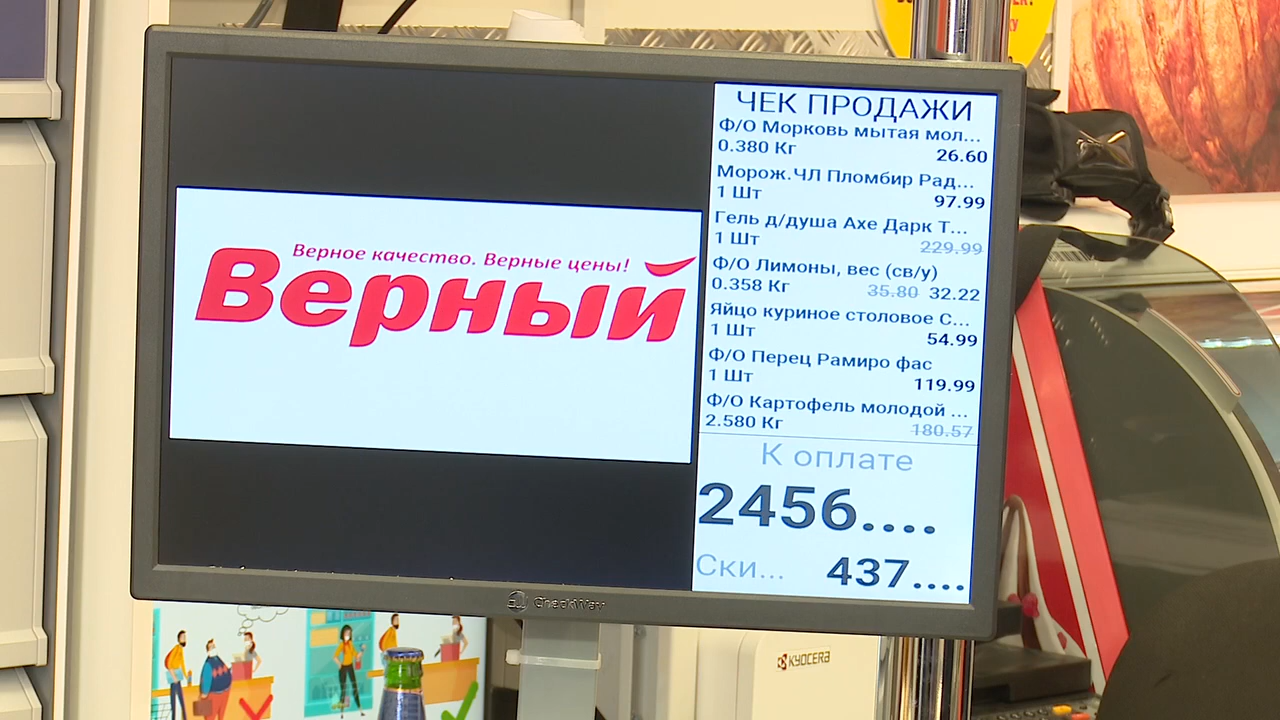 Верное качество. Верные цены!
Верный
ЧЕК ПРОДАЖИ
Ф/О Морковь мытая мол...
0.380 Кг 26.60
Морож.ЧЛ Пломбир Рад...
1 Шт 97.99
Гель д/душа Axe Дарк Т...
1 Шт 229.99
Ф/О Лимоны, вес (св/у)
0.358 Кг 35.80 32.22
Яйцо куриное столовое С...
1 Шт 54.99
Ф/О Перец Рамиро фас
1 Шт 119.99
Ф/О Картофель молодой ...
2.580 Кг 180.57
К оплате
2456....
Ски... 437....
CheckWay
KYOCERA